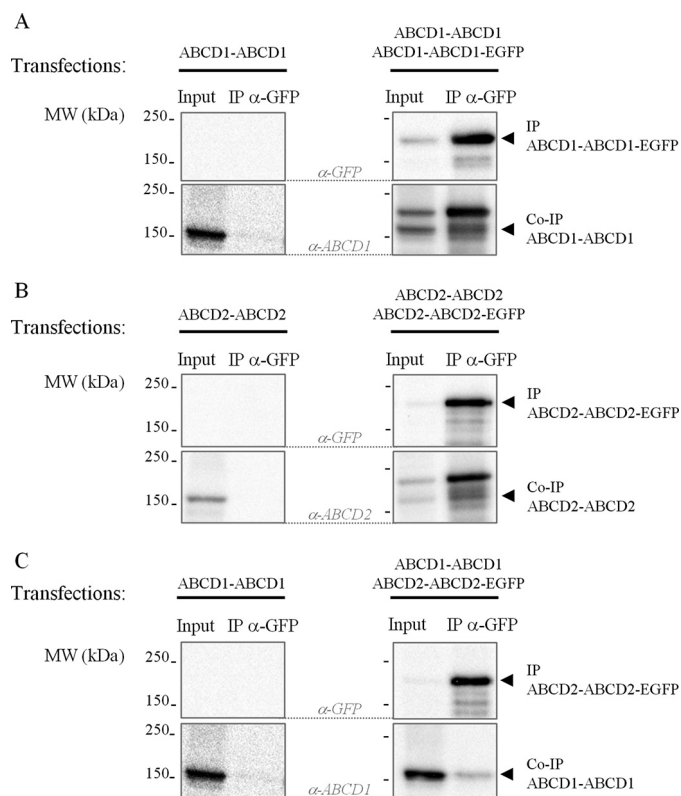 A
Transfections:
ABCD1-ABCD1
ABCD1-ABCD1
ABCD1-ABCD1-EGFP
Input IP α-GFP
Input IP α-GFP
MW (kDa)
250
150
α-GFP
IP
ABCD1-ABCD1-EGFP
250
150
α-ABCD1
Co-IP
ABCD1-ABCD1
B
Transfections:
ABCD2-ABCD2
ABCD2-ABCD2
ABCD2-ABCD2-EGFP
Input IP α-GFP
Input IP α-GFP
MW (kDa)
250
150
α-GFP
IP
ABCD2-ABCD2-EGFP
250
150
α-ABCD2
Co-IP
ABCD2-ABCD2
C
Transfections:
ABCD1-ABCD1
ABCD1-ABCD1
ABCD2-ABCD2-EGFP
Input IP α-GFP
Input IP α-GFP
MW (kDa)
250
150
α-GFP
IP
ABCD2-ABCD2-EGFP
250
150
α-ABCD1
Co-IP
ABCD1-ABCD1